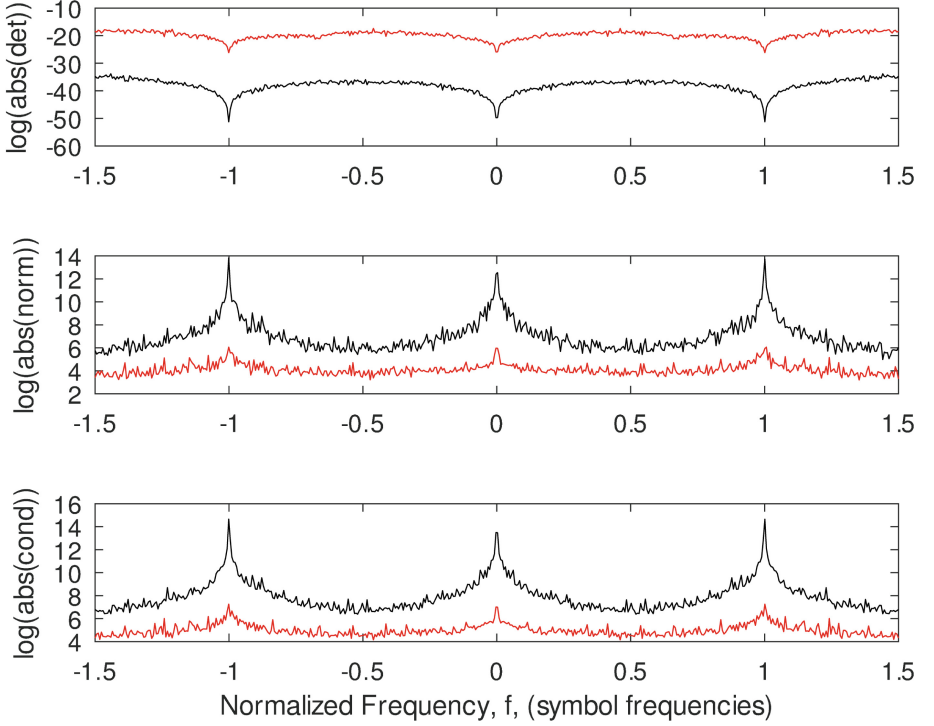 log(abs(det))
-10
-20
-30
-40
-50
-60
-1.5 -1 -0.5 0 0.5 1 1.5
log(abs(norm))
14
12
10
8
6
4
2
-1.5 -1 -0.5 0 0.5 1 1.5
log(abs(cond))
16
14
12
10
8
6
4
-1.5 -1 -0.5 0 0.5 1 1.5
Normalized Frequency, f, (symbol frequencies)